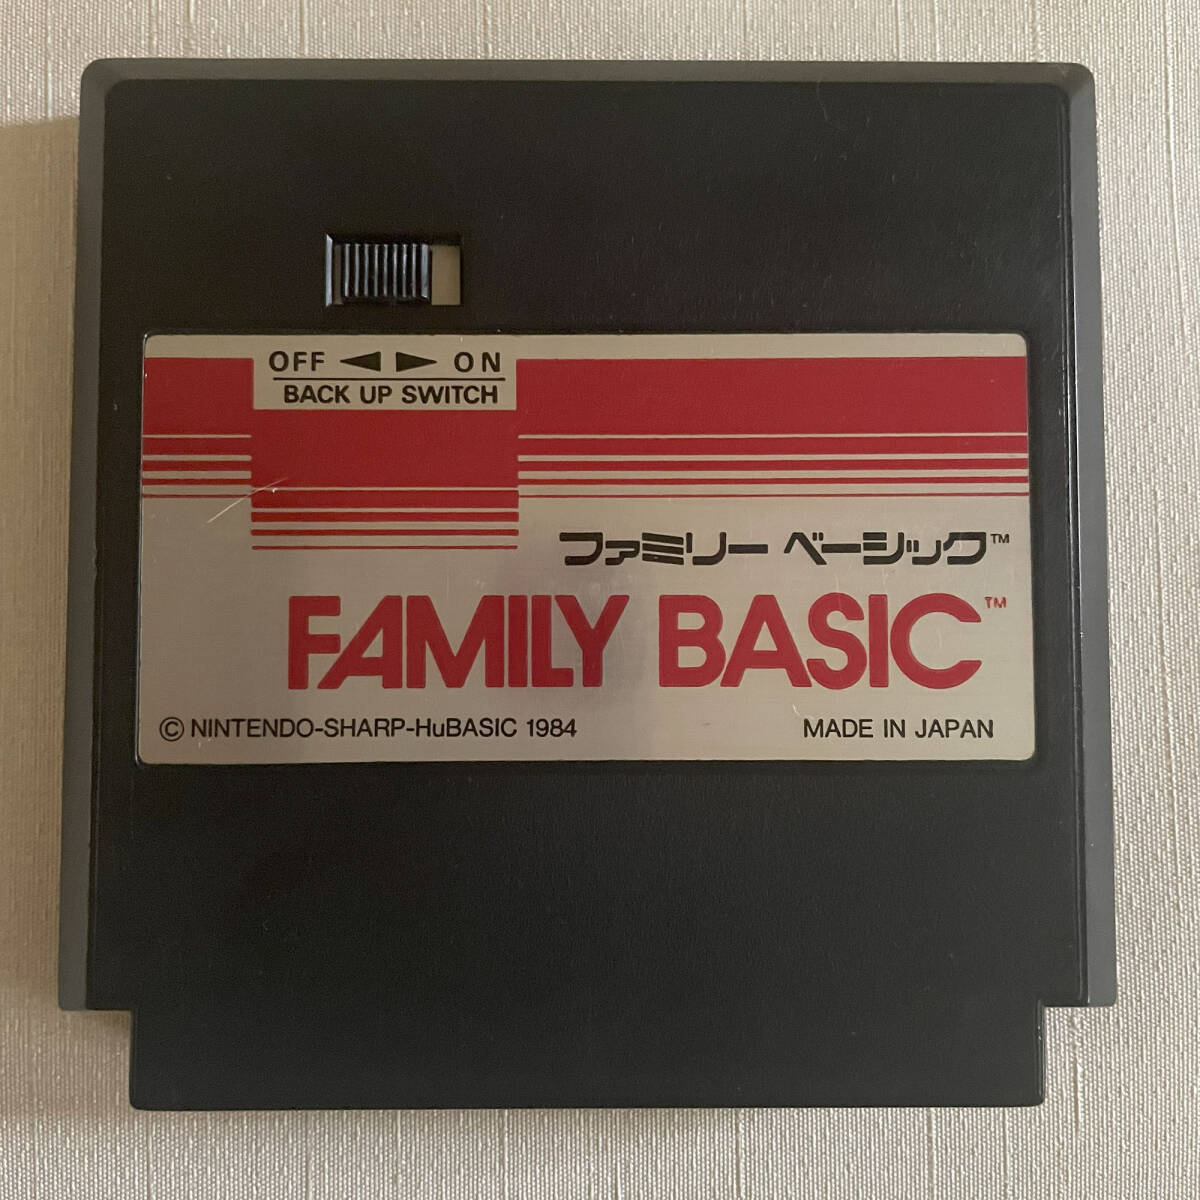 OFF ◀ ▶ ON
BACK UP SWITCH
ファミリー ベーシック™
FAMILY BASIC™
© NINTENDO-SHARP-HuBASIC 1984 MADE IN JAPAN